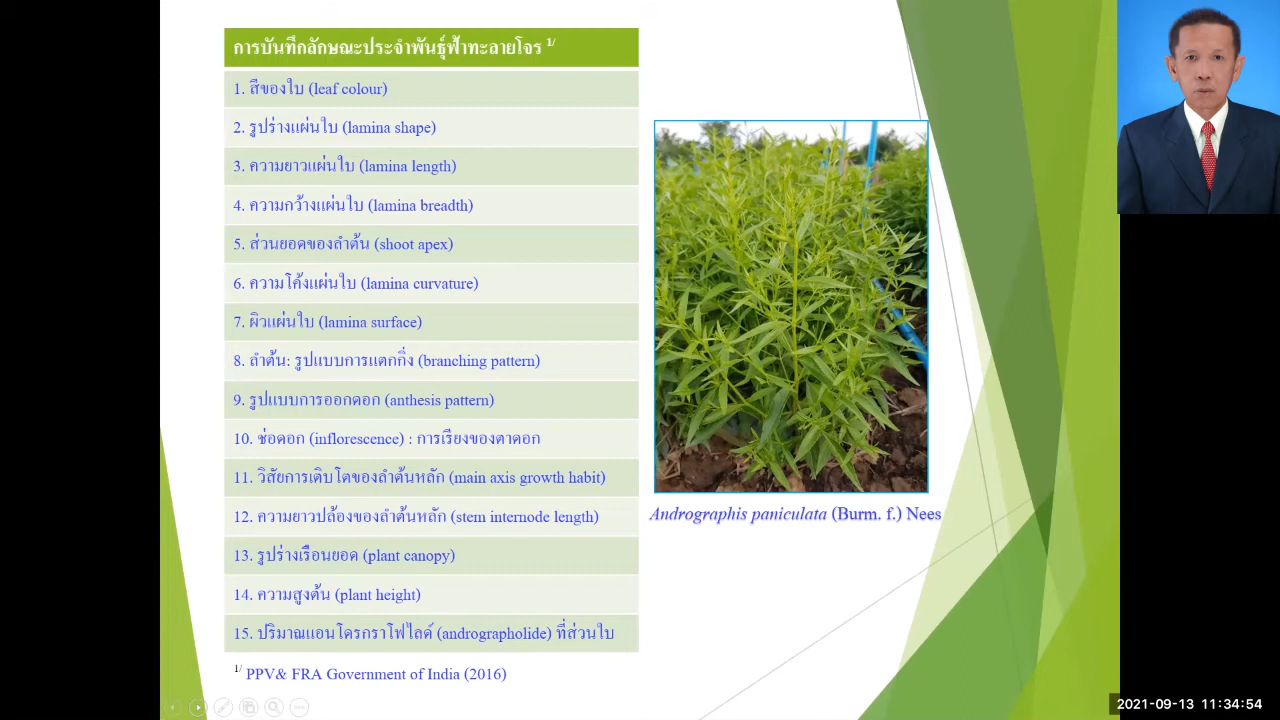 การบันทึกลักษณะประจำพันธุ์ฟ้าทะลายโจร 1/
1. สีของใบ (leaf colour)
2. รูปร่างแผ่นใบ (lamina shape)
3. ความยาวแผ่นใบ (lamina length)
4. ความกว้างแผ่นใบ (lamina breadth)
5. ส่วนยอดของลำต้น (shoot apex)
6. ความโค้งแผ่นใบ (lamina curvature)
7. ผิวแผ่นใบ (lamina surface)
8. ลำต้น: รูปแบบการแตกกิ่ง (branching pattern)
9. รูปแบบการออกดอก (anthesis pattern)
10. ช่อดอก (inflorescence) : การเรียงของตาดอก
11. วิสัยการเติบโตของลำต้นหลัก (main axis growth habit)
12. ความยาวปล้องของลำต้นหลัก (stem internode length)
13. รูปร่างเรือนยอด (plant canopy)
14. ความสูงต้น (plant height)
15. ปริมาณแอนโดรกราโฟไลด์ (andrographolide) ที่ส่วนใบ
1/ PPV& FRA Government of India (2016)
Andrographis paniculata (Burm. f.) Nees
2021-09-13 11:34:54